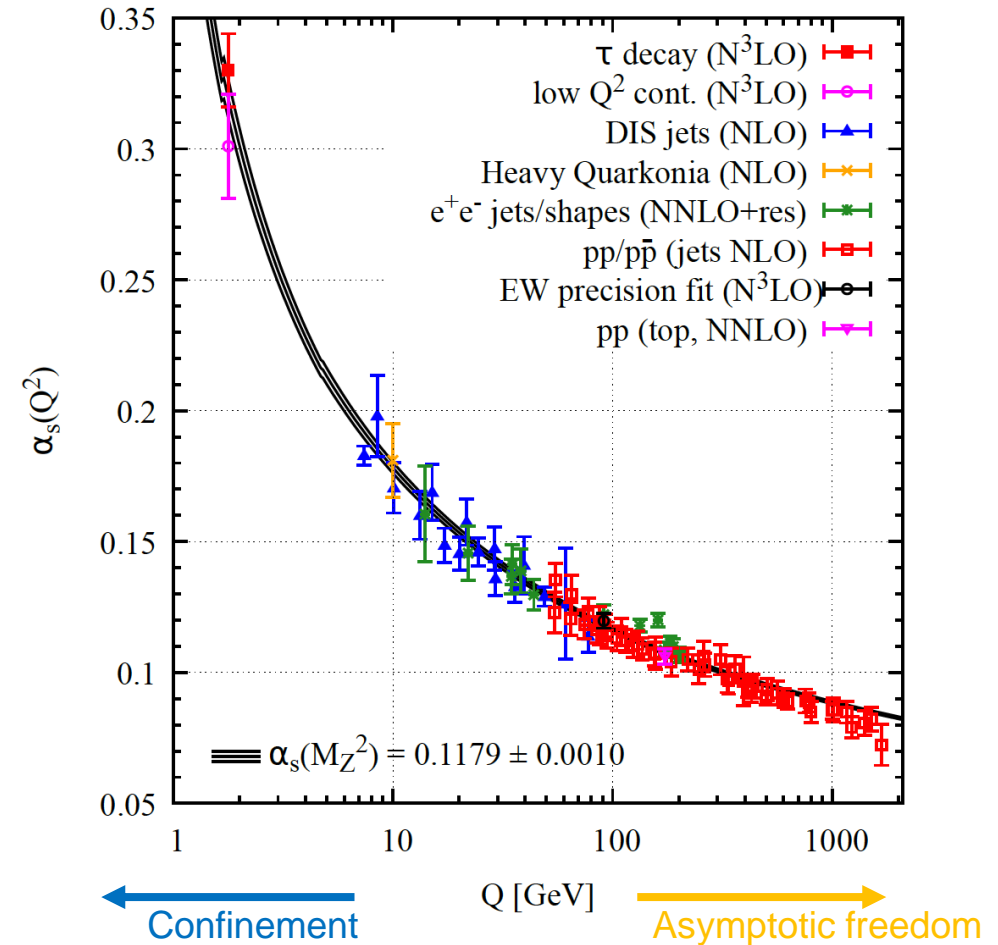 0.35
0.3
0.25
0.2
0.15
0.1
0.05
αs(Q²)
τ decay (N³LO)
low Q² cont. (N³LO)
DIS jets (NLO)
Heavy Quarkonia (NLO)
e⁺e⁻ jets/shapes (NNLO+res)
pp/pp̄ (jets NLO)
EW precision fit (N³LO)
pp (top, NNLO)
αs(MZ²) = 0.1179 ± 0.0010
1 10 100 1000
Q [GeV]
Confinement
Asymptotic freedom